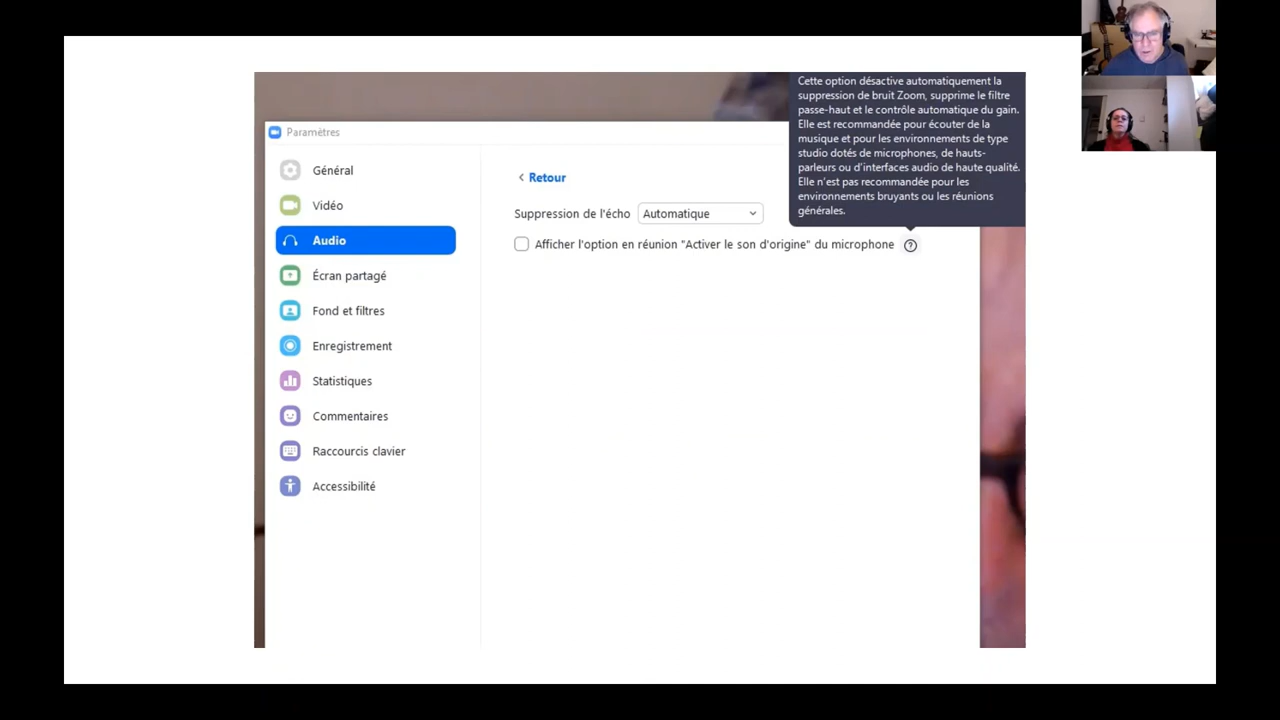 Cette option désactive automatiquement la
suppression de bruit Zoom, supprime le filtre
passe-haut et le contrôle automatique du gain.
Elle est recommandée pour écouter de la
musique et pour les environnements de type
studio dotés de microphones, de hauts-
parleurs ou d'interfaces audio de haute qualité.
Elle n'est pas recommandée pour les
environnements bruyants ou les réunions
générales.
Paramètres
Général
Vidéo
Audio
Écran partagé
Fond et filtres
Enregistrement
Statistiques
Commentaires
Raccourcis clavier
Accessibilité
< Retour
Suppression de l'écho Automatique
Afficher l'option en réunion "Activer le son d'origine" du microphone ?